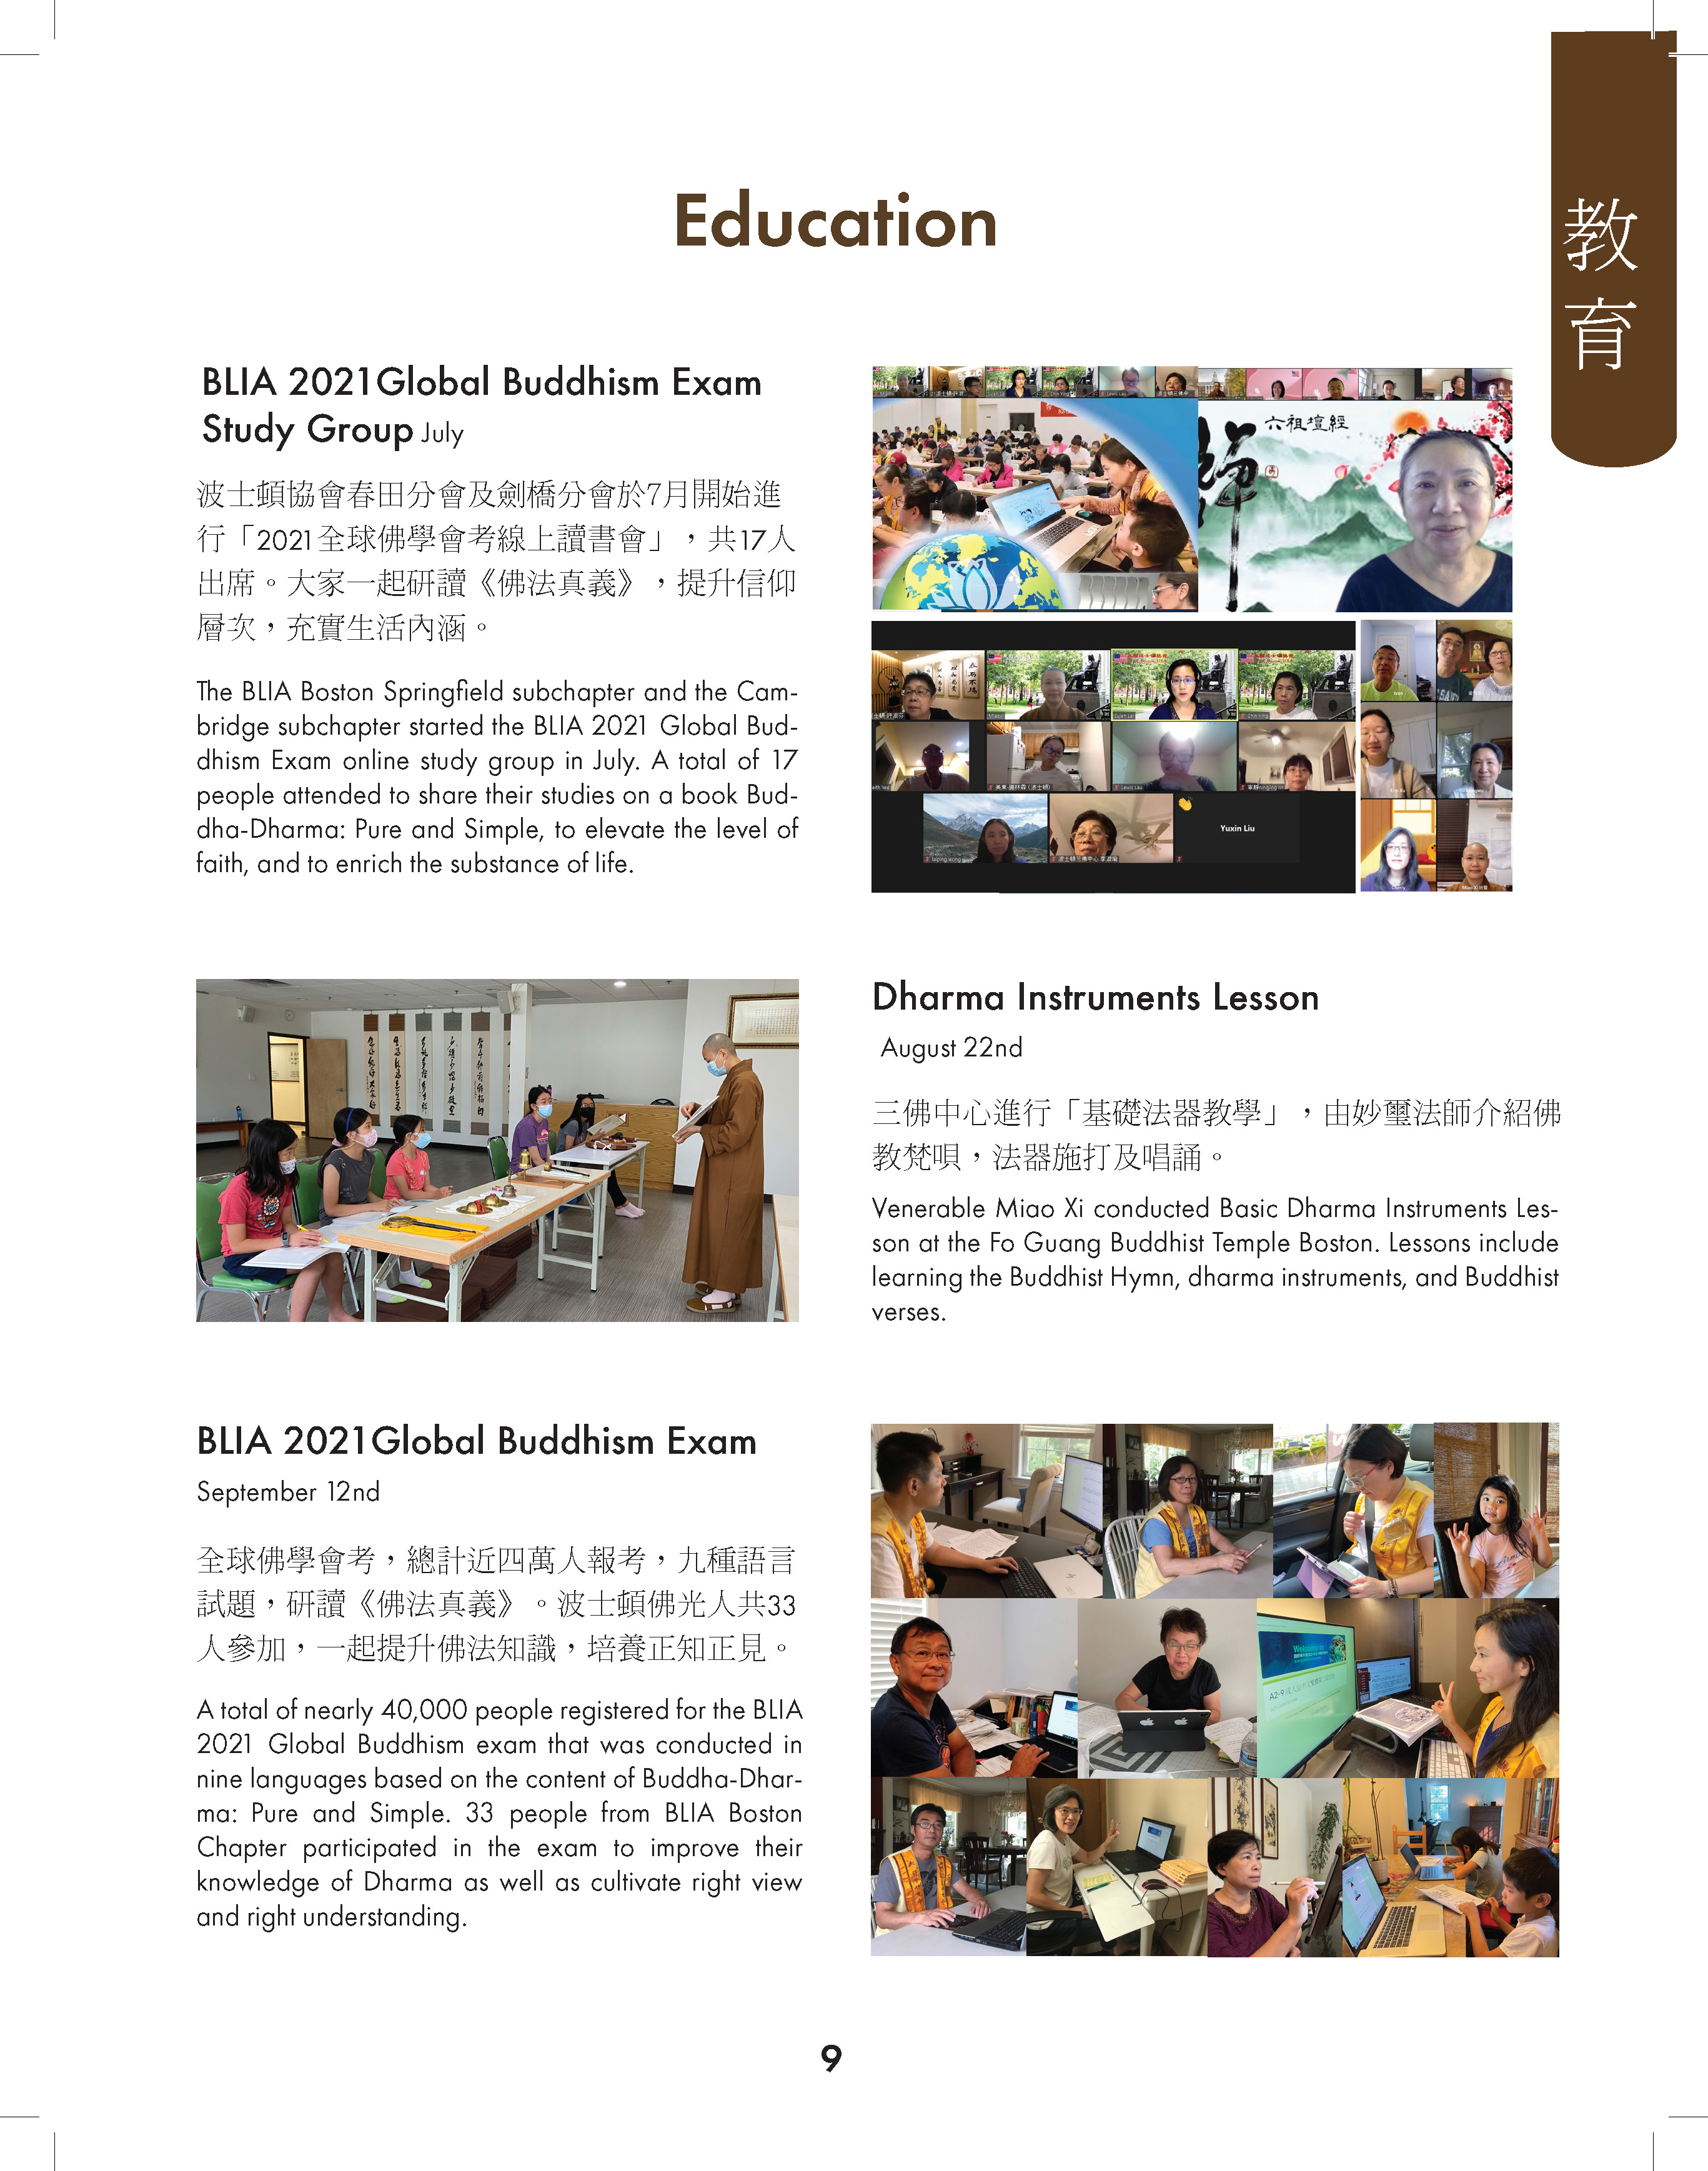 Education
教
育
BLIA 2021Global Buddhism Exam
Study Group July
波士頓協會春田分會及劍橋分會於7月開始進
行「2021全球佛學會考線上讀書會」，共17人
出席。大家一起研讀《佛法真義》，提升信仰
層次，充實生活內涵。
The BLIA Boston Springfield subchapter and the Cam-
bridge subchapter started the BLIA 2021 Global Bud-
dhism Exam online study group in July. A total of 17
people attended to share their studies on a book Bud-
dha-Dharma: Pure and Simple, to elevate the level of
faith, and to enrich the substance of life.
六祖壇經
禪
Yuxin Liu
Dharma Instruments Lesson
August 22nd
三佛中心進行「基礎法器教學」，由妙璽法師介紹佛
教梵唄，法器施打及唱誦。
Venerable Miao Xi conducted Basic Dharma Instruments Les-
son at the Fo Guang Buddhist Temple Boston. Lessons include
learning the Buddhist Hymn, dharma instruments, and Buddhist
verses.
BLIA 2021Global Buddhism Exam
September 12nd
全球佛學會考，總計近四萬人報考，九種語言
試題，研讀《佛法真義》。波士頓佛光人共33
人參加，一起提升佛法知識，培養正知正見。
A total of nearly 40,000 people registered for the BLIA
2021 Global Buddhism exam that was conducted in
nine languages based on the content of Buddha-Dhar-
ma: Pure and Simple. 33 people from BLIA Boston
Chapter participated in the exam to improve their
knowledge of Dharma as well as cultivate right view
and right understanding.
Welcome to
9